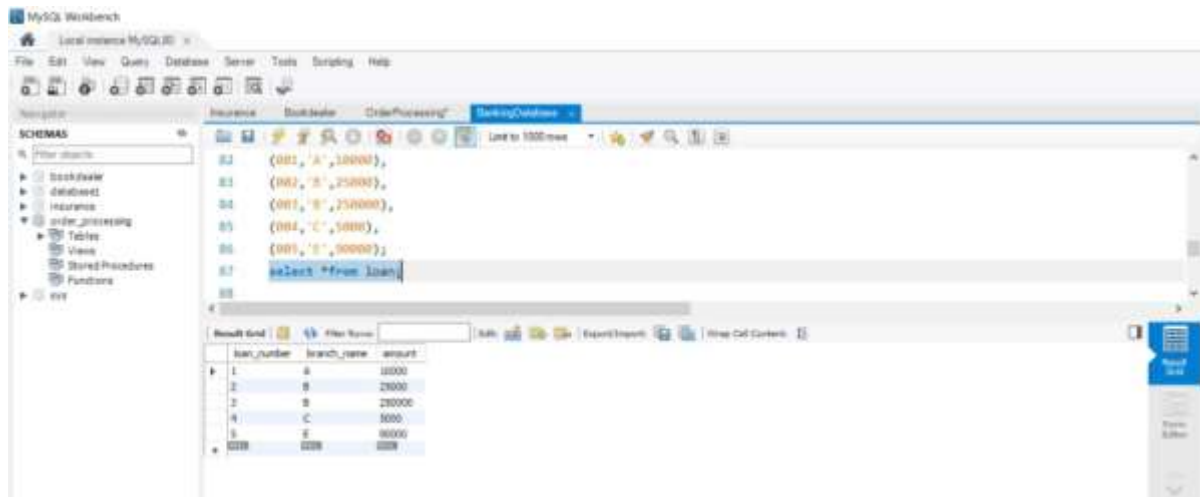 MySQL Workbench
Local instance MySQL80 ×
File Edit View Query Database Server Tools Scripting Help
Navigator
Insurance Bookdealer OrderProcessing* BankingDatabase ×
SCHEMAS
Filter objects
bookdealer
insurance
order_processing
Tables
Views
Stored Procedures
Functions
sys
Limit to 1000 rows
82 (001,'A',10000),
83 (002,'B',25000),
84 (003,'B',250000),
85 (004,'C',5000),
86 (005,'E',90000);
87 select *from loan;
88
Result Grid Filter Rows: Edit: Export/Import: Wrap Cell Content:
loan_number branch_name amount
1 A 10000
2 B 25000
3 B 250000
4 C 5000
5 E 90000
NULL NULL NULL
Result Grid
Form Editor